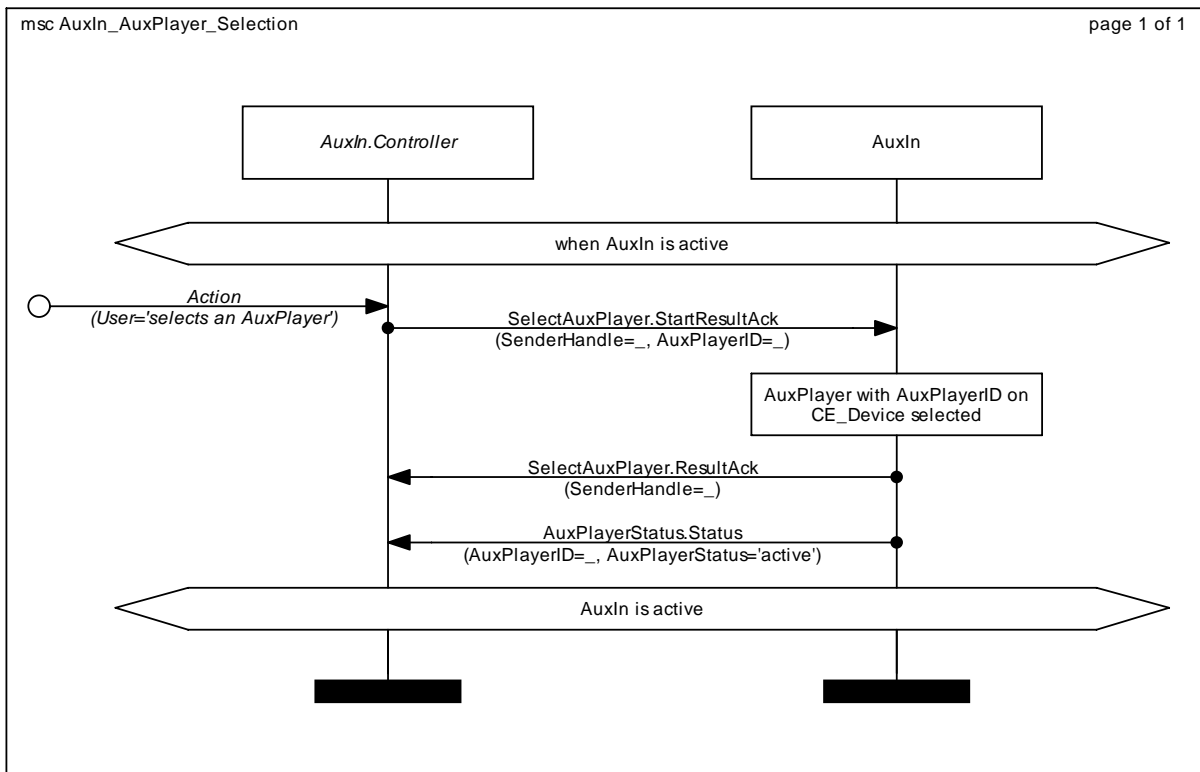 msc AuxIn_AuxPlayer_Selection
page 1 of 1
AuxIn.Controller
AuxIn
when AuxIn is active
Action
(User='selects an AuxPlayer')
SelectAuxPlayer.StartResultAck
(SenderHandle=_, AuxPlayerID=_)
AuxPlayer with AuxPlayerID on
CE_Device selected
SelectAuxPlayer.ResultAck
(SenderHandle=_)
AuxPlayerStatus.Status
(AuxPlayerID=_, AuxPlayerStatus='active')
AuxIn is active